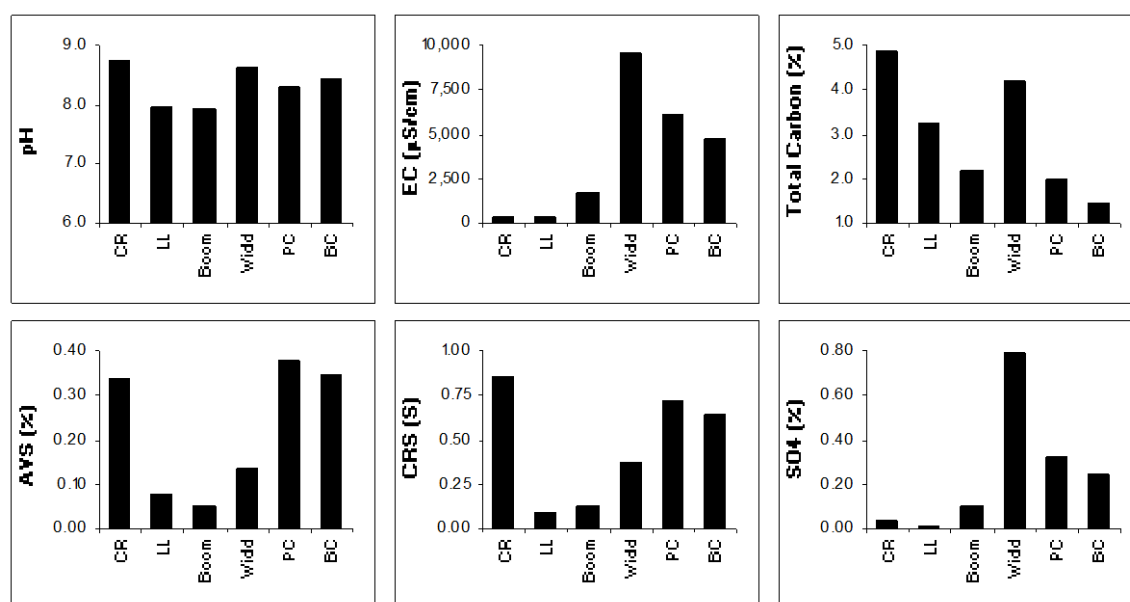 9.0
8.0
7.0
6.0
pH
CR
LL
Boom
Widd
PC
BC
10,000
7,500
5,000
2,500
0
EC (µS/cm)
CR
LL
Boom
Widd
PC
BC
5.0
4.0
3.0
2.0
1.0
Total Carbon (%)
CR
LL
Boom
Widd
PC
BC
0.40
0.30
0.20
0.10
0.00
AVS (%)
CR
LL
Boom
Widd
PC
BC
1.00
0.75
0.50
0.25
0.00
CRS (S)
CR
LL
Boom
Widd
PC
BC
0.80
0.60
0.40
0.20
0.00
SO4 (%)
CR
LL
Boom
Widd
PC
BC